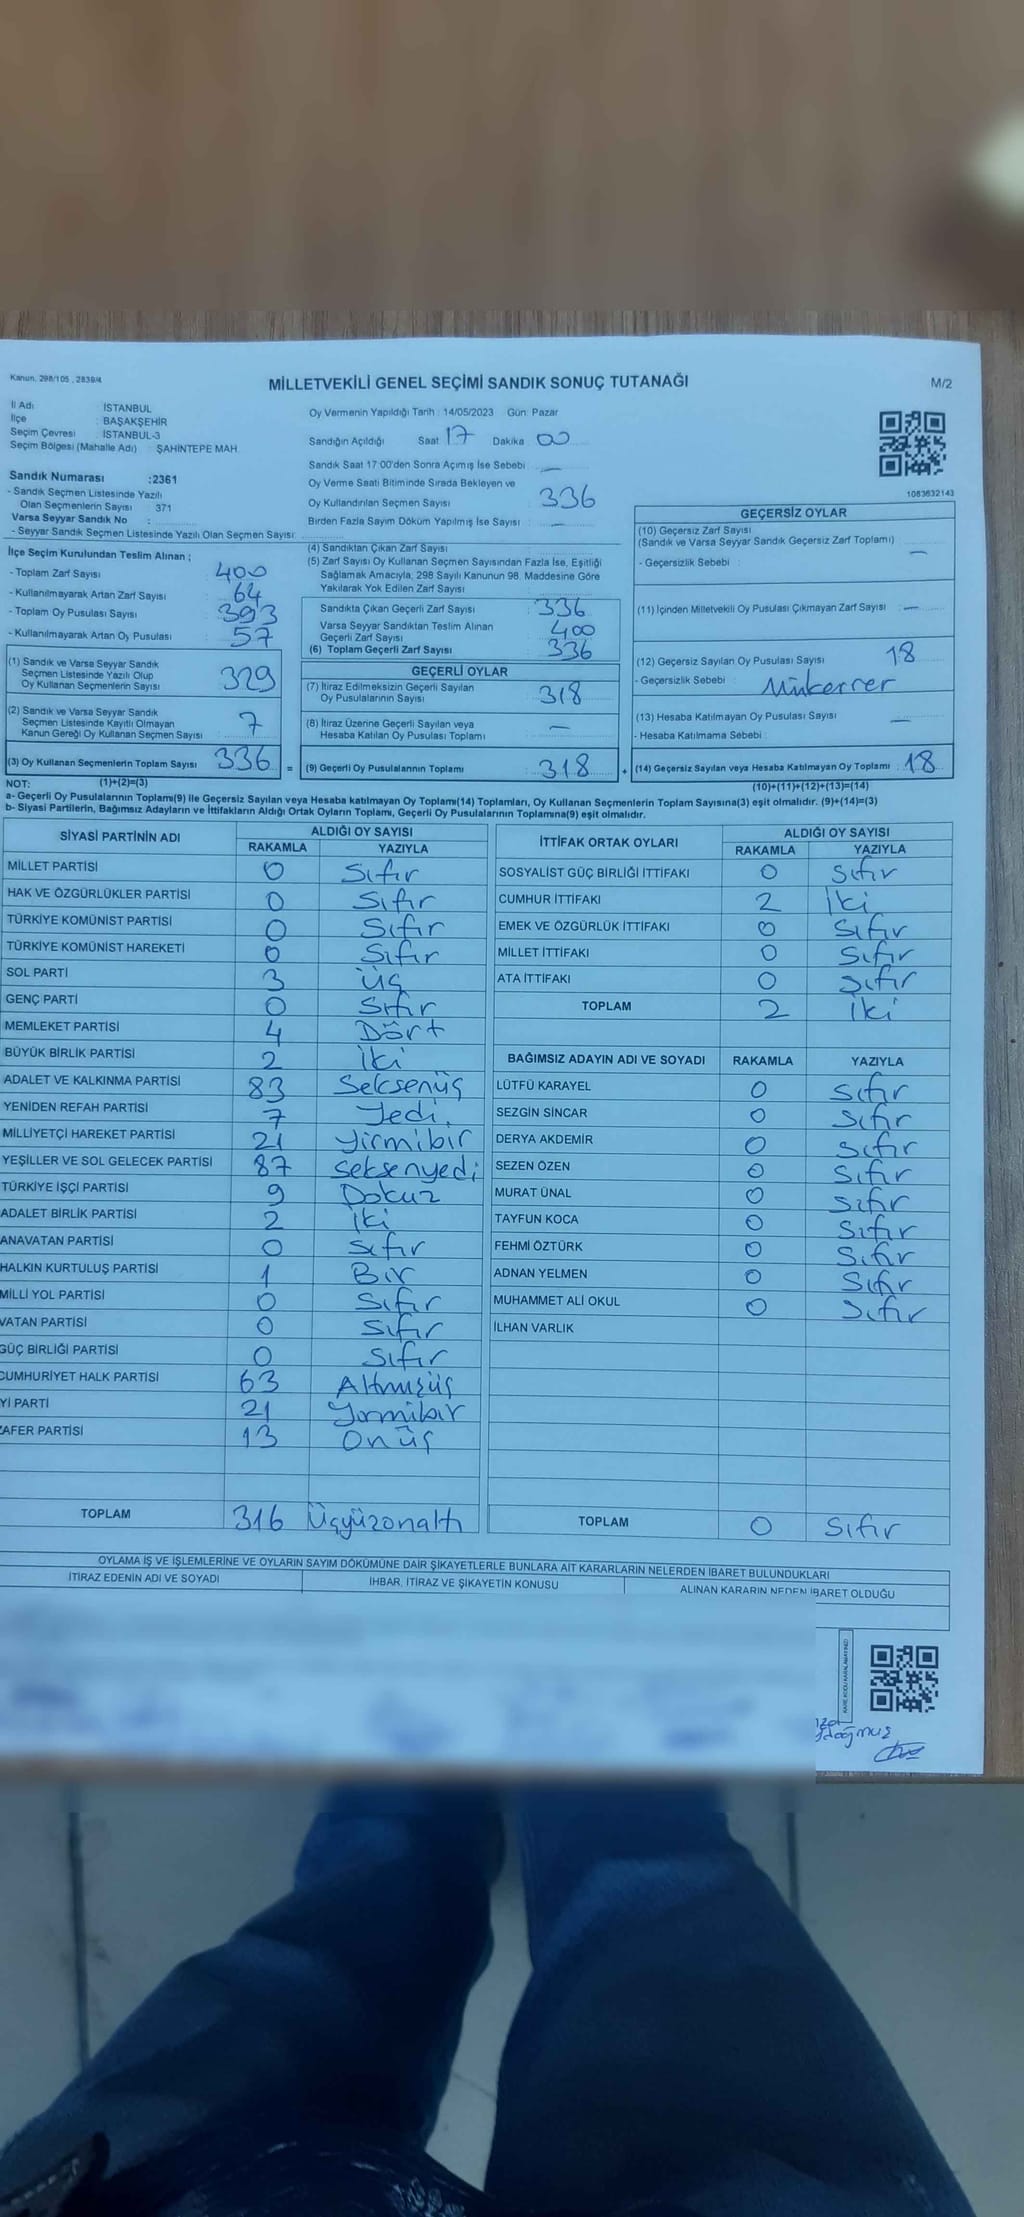 Kanun, 298/105 , 2839/4
MİLLETVEKİLİ GENEL SEÇİMİ SANDIK SONUÇ TUTANAĞI
M/2
İl Adı : İSTANBUL
İlçe : BAŞAKŞEHİR
Seçim Çevresi : İSTANBUL-3
Seçim Bölgesi (Mahalle Adı) : ŞAHİNTEPE MAH.
Sandık Numarası :2361
- Sandık Seçmen Listesinde Yazılı
Olan Seçmenlerin Sayısı : 371
Varsa Seyyar Sandık No :
- Seyyar Sandık Seçmen Listesinde Yazılı Olan Seçmen Sayısı:
Oy Vermenin Yapıldığı Tarih : 14/05/2023 Gün: Pazar
Sandığın Açıldığı Saat 17 Dakika 00
Sandık Saat 17:00'den Sonra Açımış İse Sebebi : —
Oy Verme Saati Bitiminde Sırada Bekleyen ve
Oy Kullandırılan Seçmen Sayısı : 336
Birden Fazla Sayım Döküm Yapılmış İse Sayısı : —
1083632143
İlçe Seçim Kurulundan Teslim Alınan ;
- Toplam Zarf Sayısı : 400
- Kullanılmayarak Artan Zarf Sayısı : 64
- Toplam Oy Pusulası Sayısı : 393
- Kullanılmayarak Artan Oy Pusulası : 57
(1) Sandık ve Varsa Seyyar Sandık
Seçmen Listesinde Yazılı Olup
Oy Kullanan Seçmenlerin Sayısı : 329
(2) Sandık ve Varsa Seyyar Sandık
Seçmen Listesinde Kayıtlı Olmayan
Kanun Gereği Oy Kullanan Seçmen Sayısı : 7
(3) Oy Kullanan Seçmenlerin Toplam Sayısı : 336 =
(4) Sandıktan Çıkan Zarf Sayısı :
(5) Zarf Sayısı Oy Kullanan Seçmen Sayısından Fazla İse, Eşitliği
Sağlamak Amacıyla, 298 Sayılı Kanunun 98. Maddesine Göre
Yakılarak Yok Edilen Zarf Sayısı :
Sandıkta Çıkan Geçerli Zarf Sayısı : 336
Varsa Seyyar Sandıktan Teslim Alınan
Geçerli Zarf Sayısı : 400
(6) Toplam Geçerli Zarf Sayısı : 336
GEÇERLİ OYLAR
(7) İtiraz Edilmeksizin Geçerli Sayılan
Oy Pusulalarının Sayısı : 318
(8) İtiraz Üzerine Geçerli Sayılan veya
Hesaba Katılan Oy Pusulası Toplamı : —
(9) Geçerli Oy Pusulalarının Toplamı : 318 +
GEÇERSİZ OYLAR
(10) Geçersiz Zarf Sayısı
(Sandık ve Varsa Seyyar Sandık Geçersiz Zarf Toplamı) :
- Geçersizlik Sebebi : —
(11) İçinden Milletvekili Oy Pusulası Çıkmayan Zarf Sayısı : —
(12) Geçersiz Sayılan Oy Pusulası Sayısı : 18
- Geçersizlik Sebebi : Mükerrer
(13) Hesaba Katılmayan Oy Pusulası Sayısı : —
- Hesaba Katılmama Sebebi :
(14) Geçersiz Sayılan veya Hesaba Katılmayan Oy Toplamı : 18
NOT: (1)+(2)=(3) (10)+(11)+(12)+(13)=(14)
a- Geçerli Oy Pusulalarının Toplamı(9) ile Geçersiz Sayılan veya Hesaba katılmayan Oy Toplamı(14) Toplamları, Oy Kullanan Seçmenlerin Toplam Sayısına(3) eşit olmalıdır. (9)+(14)=(3)
b- Siyasi Partilerin, Bağımsız Adayların ve İttifakların Aldığı Ortak Oyların Toplamı, Geçerli Oy Pusulalarının Toplamına(9) eşit olmalıdır.
SİYASİ PARTİNİN ADI ALDIĞI OY SAYISI
RAKAMLA YAZIYLA
MİLLET PARTİSİ 0 Sıfır
HAK VE ÖZGÜRLÜKLER PARTİSİ 0 Sıfır
TÜRKİYE KOMÜNİST PARTİSİ 0 Sıfır
TÜRKİYE KOMÜNİST HAREKETİ 0 Sıfır
SOL PARTİ 3 üç
GENÇ PARTİ 0 Sıfır
MEMLEKET PARTİSİ 4 Dört
BÜYÜK BİRLİK PARTİSİ 2 İki
ADALET VE KALKINMA PARTİSİ 83 Seksenüç
YENİDEN REFAH PARTİSİ 7 Yedi
MİLLİYETÇİ HAREKET PARTİSİ 21 Yirmibir
YEŞİLLER VE SOL GELECEK PARTİSİ 87 Seksenyedi
TÜRKİYE İŞÇİ PARTİSİ 9 Dokuz
ADALET BİRLİK PARTİSİ 2 İki
ANAVATAN PARTİSİ 0 Sıfır
HALKIN KURTULUŞ PARTİSİ 1 Bir
MİLLİ YOL PARTİSİ 0 Sıfır
VATAN PARTİSİ 0 Sıfır
GÜÇ BİRLİĞİ PARTİSİ 0 Sıfır
CUMHURİYET HALK PARTİSİ 63 Altmışüç
Yİ PARTİ 21 Yirmibir
ZAFER PARTİSİ 13 Onüç
TOPLAM 316 Üçyüzonaltı
İTTİFAK ORTAK OYLARI ALDIĞI OY SAYISI
RAKAMLA YAZIYLA
SOSYALİST GÜÇ BİRLİĞİ İTTİFAKI 0 Sıfır
CUMHUR İTTİFAKI 2 İki
EMEK VE ÖZGÜRLÜK İTTİFAKI 0 Sıfır
MİLLET İTTİFAKI 0 Sıfır
ATA İTTİFAKI 0 Sıfır
TOPLAM 2 İki
BAĞIMSIZ ADAYIN ADI VE SOYADI RAKAMLA YAZIYLA
LÜTFÜ KARAYEL 0 Sıfır
SEZGİN SİNCAR 0 Sıfır
DERYA AKDEMİR 0 Sıfır
SEZEN ÖZEN 0 Sıfır
MURAT ÜNAL 0 Sıfır
TAYFUN KOCA 0 Sıfır
FEHMİ ÖZTÜRK 0 Sıfır
ADNAN YELMEN 0 Sıfır
MUHAMMET ALİ OKUL 0 Sıfır
İLHAN VARLIK
TOPLAM 0 Sıfır
OYLAMA İŞ VE İŞLEMLERİNE VE OYLARIN SAYIM DÖKÜMÜNE DAİR ŞİKAYETLERLE BUNLARA AİT KARARLARIN NELERDEN İBARET BULUNDUKLARI
İTİRAZ EDENİN ADI VE SOYADI İHBAR, İTİRAZ VE ŞİKAYETİN KONUSU ALINAN KARARIN NEDEN İBARET OLDUĞU
KARE KODU KARALAMAYINIZ!